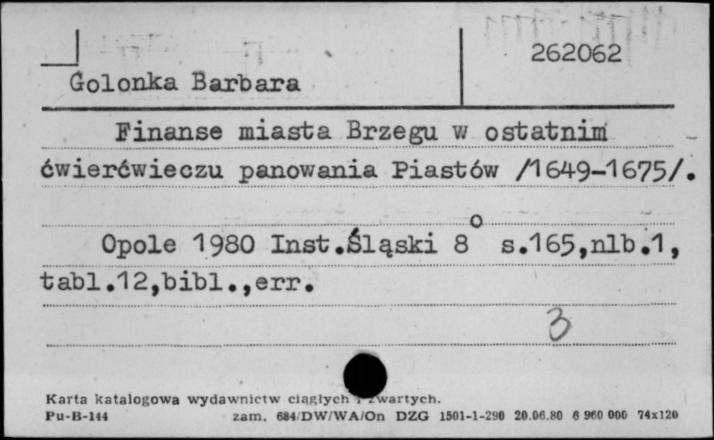 262062
Golonka Barbara
Finanse miasta Brzegu w ostatnim
ćwierćwieczu panowania Piastów /1649-1675/.
Opole 1980 Inst.Śląski 8° s.165,nlb.1,
tabl.12,bibl.,err.
3
Karta katalogowa wydawnictw ciągłych i zwartych.
Pu-B-144 zam. 684/DW/WA/On DZG 1501-1-290 20.06.80 6 960 000 74x120